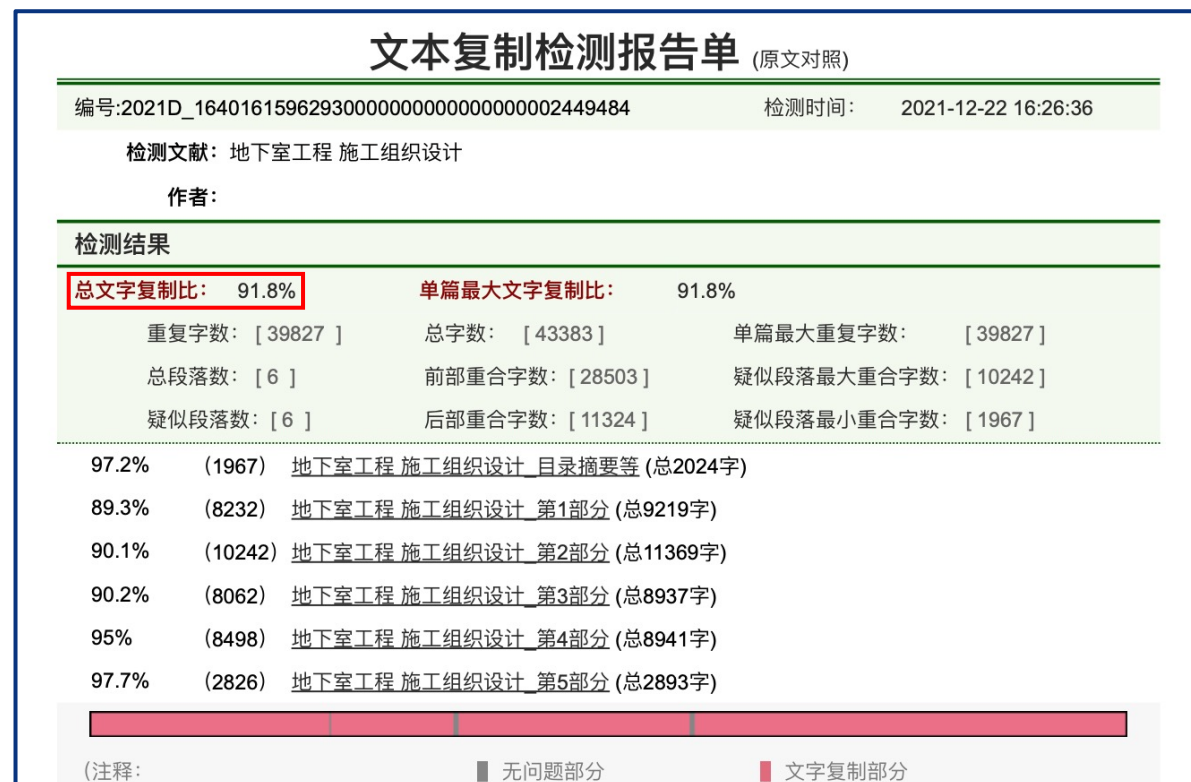 文本复制检测报告单 (原文对照)
编号:2021D_1640161596293000000000000000002449484 检测时间： 2021-12-22 16:26:36
检测文献：地下室工程 施工组织设计
作者：
检测结果
总文字复制比： 91.8% 单篇最大文字复制比： 91.8%
重复字数：[ 39827 ] 总字数： [ 43383 ] 单篇最大重复字数： [ 39827 ]
总段落数：[ 6 ] 前部重合字数：[ 28503 ] 疑似段落最大重合字数： [ 10242 ]
疑似段落数：[ 6 ] 后部重合字数：[ 11324 ] 疑似段落最小重合字数： [ 1967 ]
97.2% （1967） 地下室工程 施工组织设计_目录摘要等 (总2024字)
89.3% （8232） 地下室工程 施工组织设计_第1部分 (总9219字)
90.1% （10242） 地下室工程 施工组织设计_第2部分 (总11369字)
90.2% （8062） 地下室工程 施工组织设计_第3部分 (总8937字)
95% （8498） 地下室工程 施工组织设计_第4部分 (总8941字)
97.7% （2826） 地下室工程 施工组织设计_第5部分 (总2893字)
(注释： 无问题部分 文字复制部分